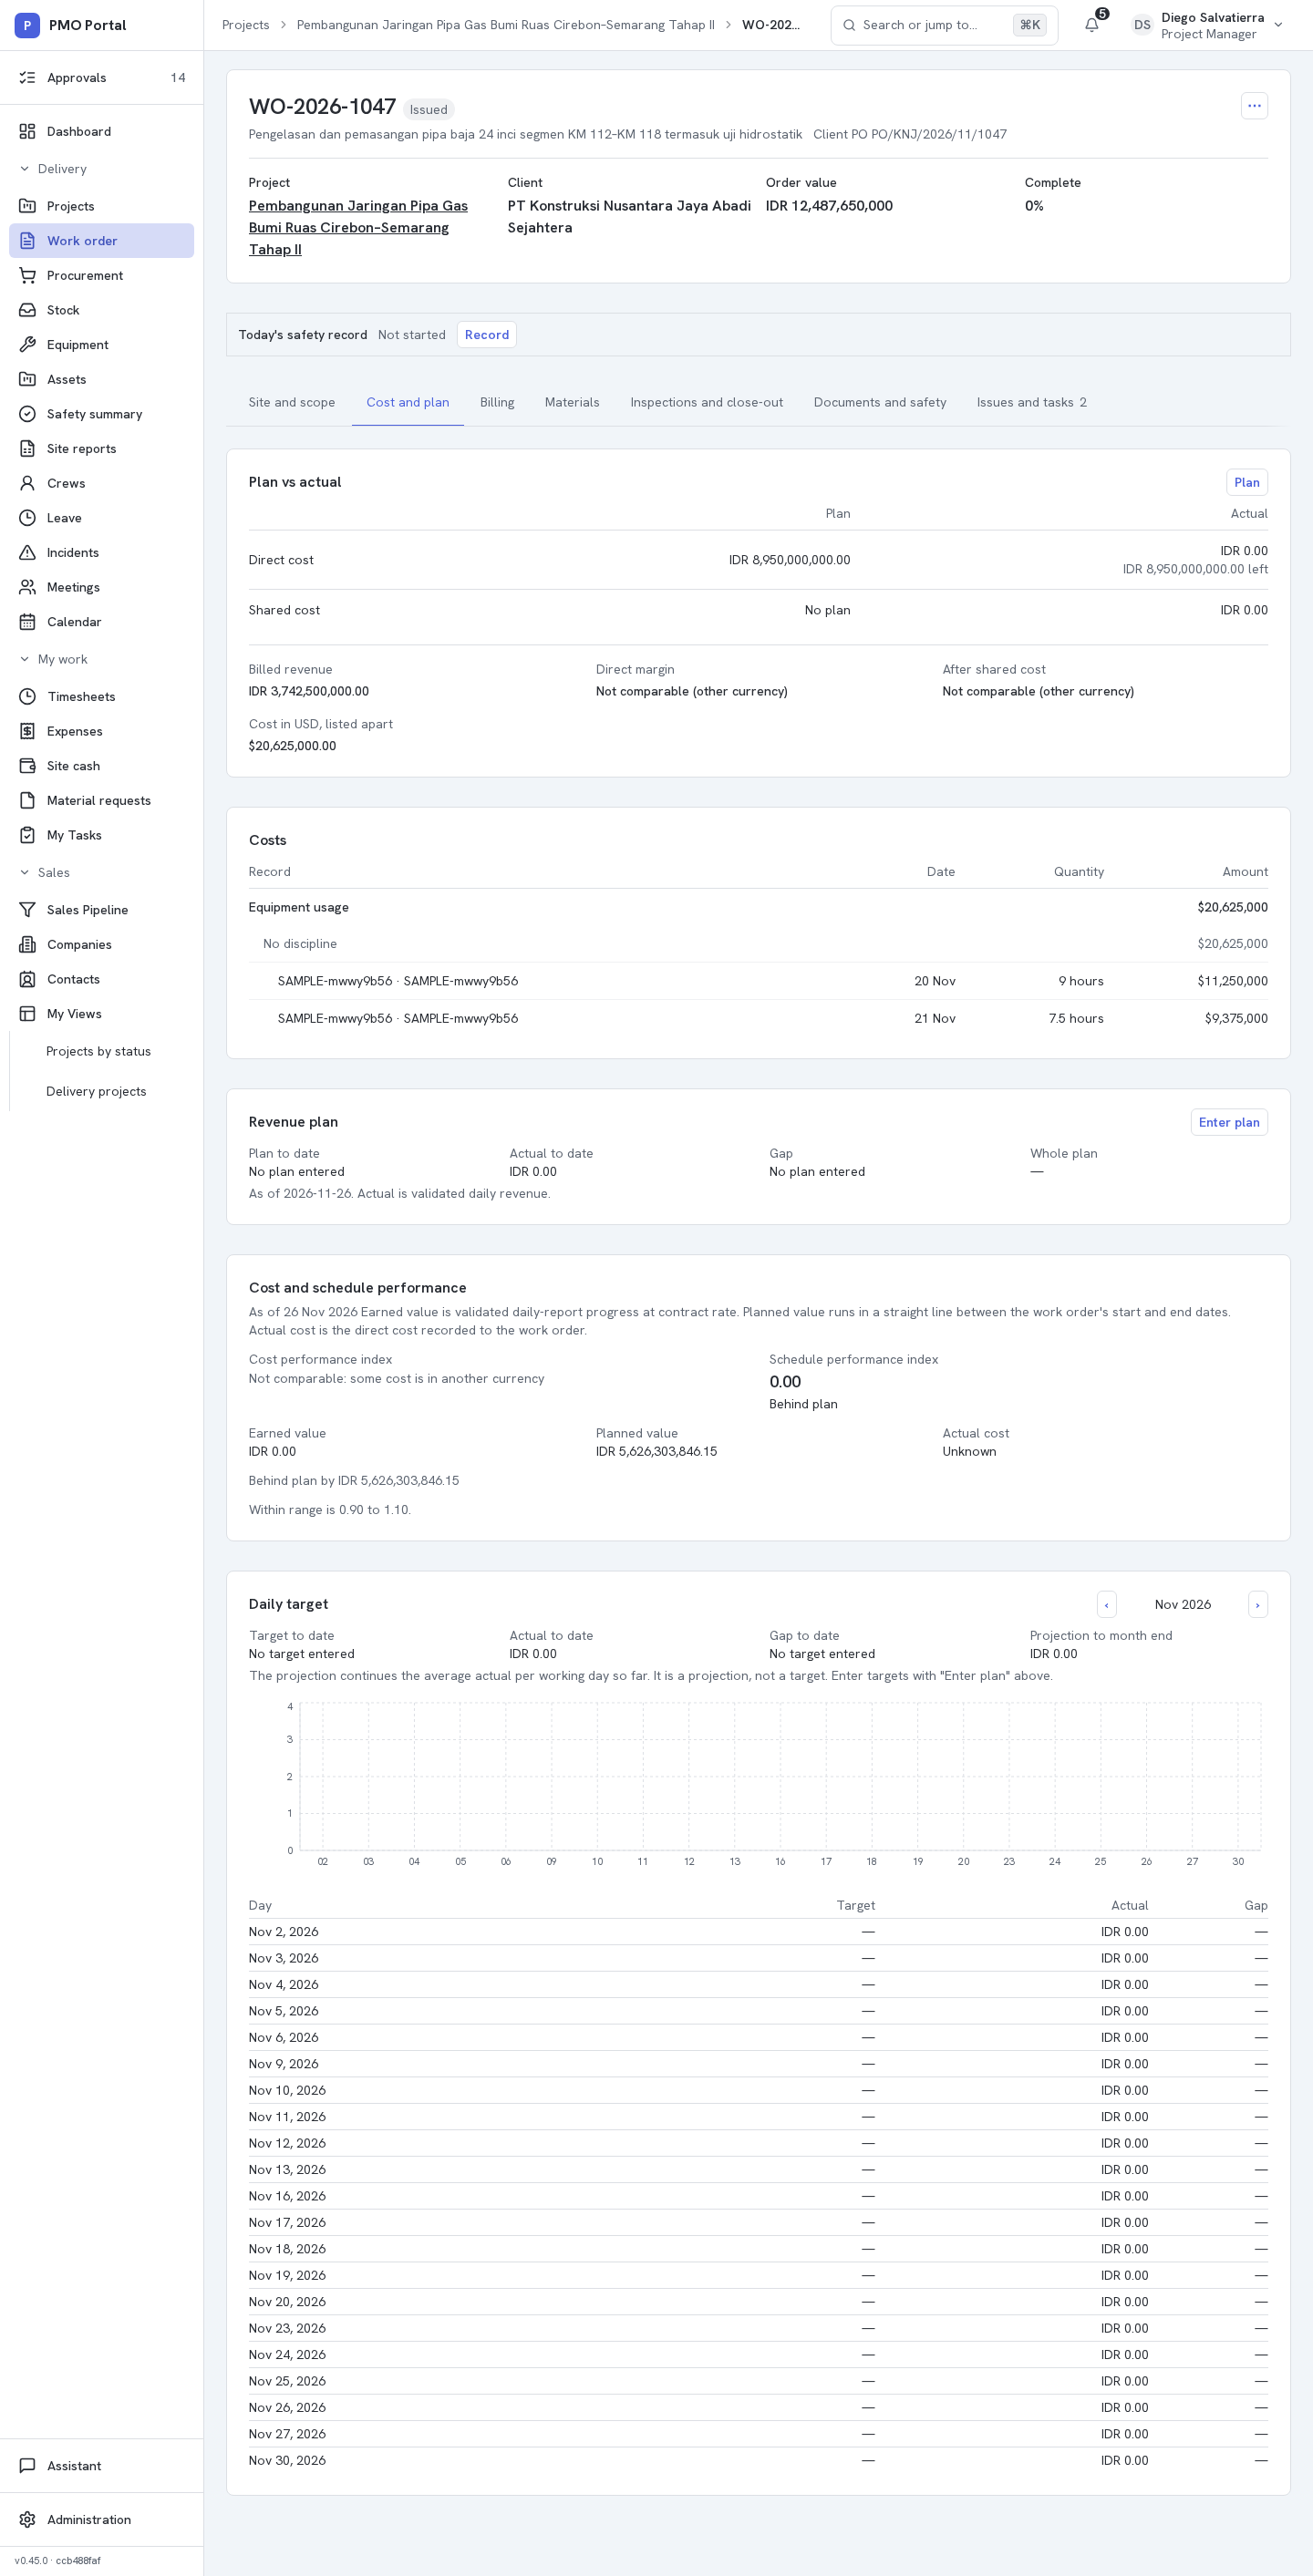 P PMO Portal
Projects > Pembangunan Jaringan Pipa Gas Bumi Ruas Cirebon–Semarang Tahap II > WO-202...
Search or jump to... ⌘K
5
DS Diego Salvatierra
Project Manager
Approvals 14
Dashboard
Delivery
Projects
Work order
Procurement
Stock
Equipment
Assets
Safety summary
Site reports
Crews
Leave
Incidents
Meetings
Calendar
My work
Timesheets
Expenses
Site cash
Material requests
My Tasks
Sales
Sales Pipeline
Companies
Contacts
My Views
Projects by status
Delivery projects
Assistant
Administration
v0.45.0 · ccb488faf
WO-2026-1047 Issued
Pengelasan dan pemasangan pipa baja 24 inci segmen KM 112–KM 118 termasuk uji hidrostatik Client PO PO/KNJ/2026/11/1047
Project Client Order value Complete
Pembangunan Jaringan Pipa Gas PT Konstruksi Nusantara Jaya Abadi IDR 12,487,650,000 0%
Bumi Ruas Cirebon–Semarang Sejahtera
Tahap II
Today's safety record Not started Record
Site and scope Cost and plan Billing Materials Inspections and close-out Documents and safety Issues and tasks 2
Plan vs actual Plan
Plan Actual
Direct cost IDR 8,950,000,000.00 IDR 0.00
IDR 8,950,000,000.00 left
Shared cost No plan IDR 0.00
Billed revenue Direct margin After shared cost
IDR 3,742,500,000.00 Not comparable (other currency) Not comparable (other currency)
Cost in USD, listed apart
$20,625,000.00
Costs
Record Date Quantity Amount
Equipment usage $20,625,000
No discipline $20,625,000
SAMPLE-mwwy9b56 · SAMPLE-mwwy9b56 20 Nov 9 hours $11,250,000
SAMPLE-mwwy9b56 · SAMPLE-mwwy9b56 21 Nov 7.5 hours $9,375,000
Revenue plan Enter plan
Plan to date Actual to date Gap Whole plan
No plan entered IDR 0.00 No plan entered —
As of 2026-11-26. Actual is validated daily revenue.
Cost and schedule performance
As of 26 Nov 2026 Earned value is validated daily-report progress at contract rate. Planned value runs in a straight line between the work order's start and end dates.
Actual cost is the direct cost recorded to the work order.
Cost performance index Schedule performance index
Not comparable: some cost is in another currency 0.00
Behind plan
Earned value Planned value Actual cost
IDR 0.00 IDR 5,626,303,846.15 Unknown
Behind plan by IDR 5,626,303,846.15
Within range is 0.90 to 1.10.
Daily target ‹ Nov 2026 ›
Target to date Actual to date Gap to date Projection to month end
No target entered IDR 0.00 No target entered IDR 0.00
The projection continues the average actual per working day so far. It is a projection, not a target. Enter targets with "Enter plan" above.
4
3
2
1
0
02 03 04 05 06 09 10 11 12 13 16 17 18 19 20 23 24 25 26 27 30
Day Target Actual Gap
Nov 2, 2026 — IDR 0.00 —
Nov 3, 2026 — IDR 0.00 —
Nov 4, 2026 — IDR 0.00 —
Nov 5, 2026 — IDR 0.00 —
Nov 6, 2026 — IDR 0.00 —
Nov 9, 2026 — IDR 0.00 —
Nov 10, 2026 — IDR 0.00 —
Nov 11, 2026 — IDR 0.00 —
Nov 12, 2026 — IDR 0.00 —
Nov 13, 2026 — IDR 0.00 —
Nov 16, 2026 — IDR 0.00 —
Nov 17, 2026 — IDR 0.00 —
Nov 18, 2026 — IDR 0.00 —
Nov 19, 2026 — IDR 0.00 —
Nov 20, 2026 — IDR 0.00 —
Nov 23, 2026 — IDR 0.00 —
Nov 24, 2026 — IDR 0.00 —
Nov 25, 2026 — IDR 0.00 —
Nov 26, 2026 — IDR 0.00 —
Nov 27, 2026 — IDR 0.00 —
Nov 30, 2026 — IDR 0.00 —